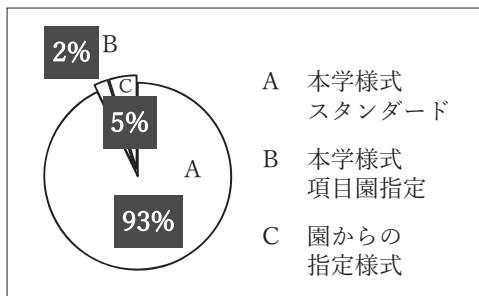 2% B
C
5%
A
93%
A 本学様式
スタンダード
B 本学様式
項目園指定
C 園からの
指定様式